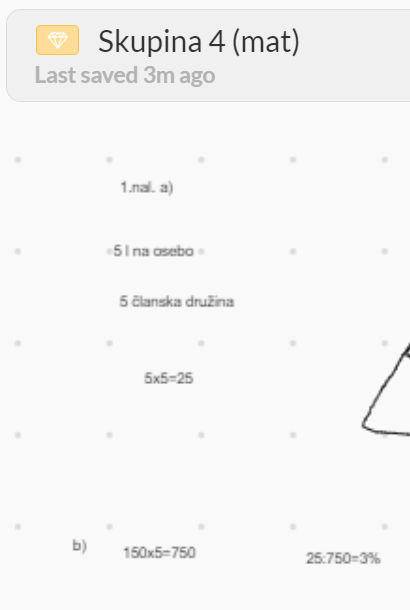 Skupina 4 (mat)
Last saved 3m ago
1.nal. a)
5 l na osebo
5 članska družina
5x5=25
b) 150x5=750 25:750=3%